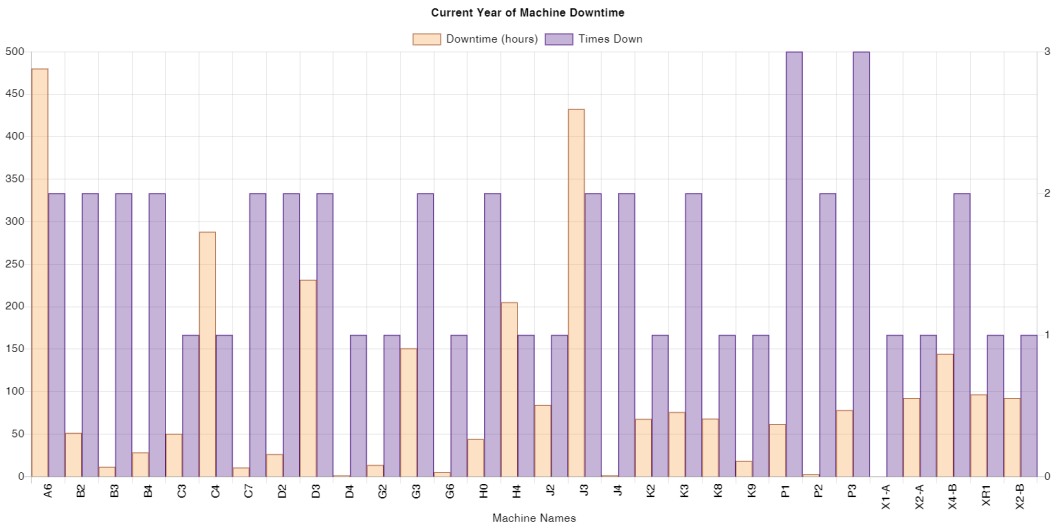 Current Year of Machine Downtime
Downtime (hours) Times Down
500 3
450
400
350
300 2
250
200
150 1
100
50
0 0
A6 B2 B3 B4 C3 C4 C7 D2 D3 D4 G2 G3 G6 H0 H4 J2 J3 J4 K2 K3 K8 K9 P1 P2 P3 X1-A X2-A X4-B XR1 X2-B
Machine Names